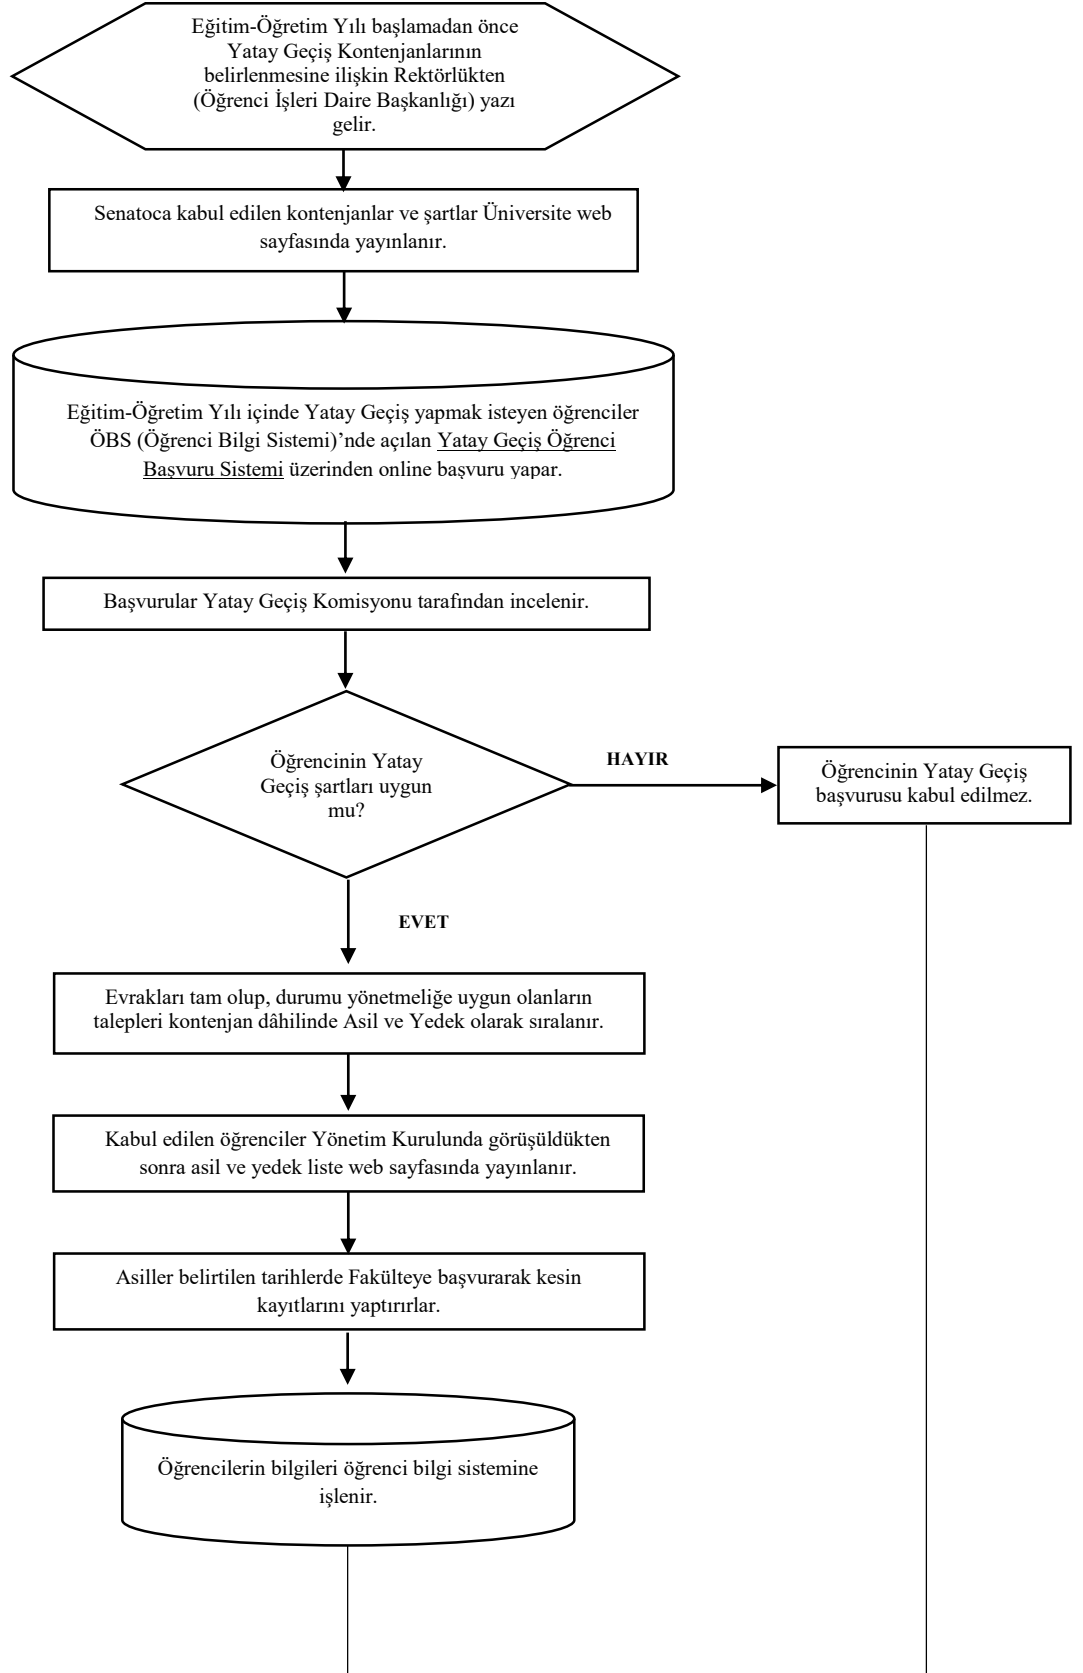 Eğitim-Öğretim Yılı başlamadan önce
Yatay Geçiş Kontenjanlarının
belirlenmesine ilişkin Rektörlükten
(Öğrenci İşleri Daire Başkanlığı) yazı
gelir.
Senatoca kabul edilen kontenjanlar ve şartlar Üniversite web
sayfasında yayınlanır.
Eğitim-Öğretim Yılı içinde Yatay Geçiş yapmak isteyen öğrenciler
ÖBS (Öğrenci Bilgi Sistemi)’nde açılan Yatay Geçiş Öğrenci
Başvuru Sistemi üzerinden online başvuru yapar.
Başvurular Yatay Geçiş Komisyonu tarafından incelenir.
Öğrencinin Yatay
Geçiş şartları uygun
mu?
HAYIR
Öğrencinin Yatay Geçiş
başvurusu kabul edilmez.
EVET
Evrakları tam olup, durumu yönetmeliğe uygun olanların
talepleri kontenjan dâhilinde Asil ve Yedek olarak sıralanır.
Kabul edilen öğrenciler Yönetim Kurulunda görüşüldükten
sonra asil ve yedek liste web sayfasında yayınlanır.
Asiller belirtilen tarihlerde Fakülteye başvurarak kesin
kayıtlarını yaptırırlar.
Öğrencilerin bilgileri öğrenci bilgi sistemine
işlenir.